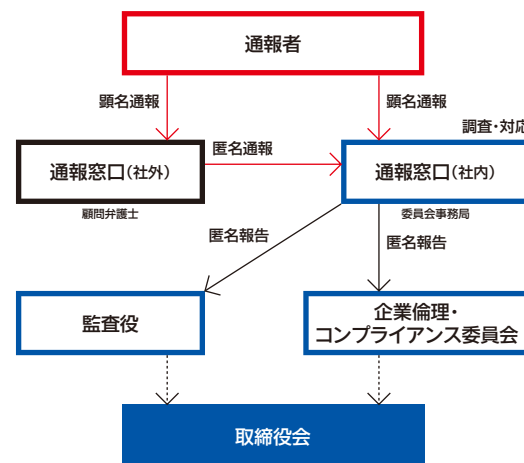 通報者
顕名通報
顕名通報
調査・対応
匿名通報
通報窓口(社外)
通報窓口(社内)
顧問弁護士
委員会事務局
匿名報告
匿名報告
監査役
企業倫理・
コンプライアンス委員会
取締役会